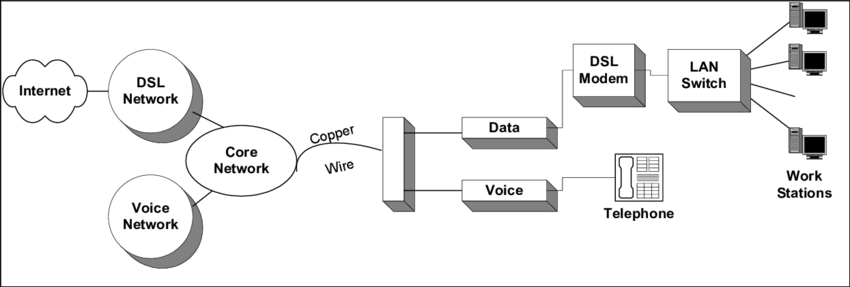 Internet
DSL
Network
Core
Network
Voice
Network
Copper
Wire
Data
Voice
DSL
Modem
LAN
Switch
Telephone
Work
Stations